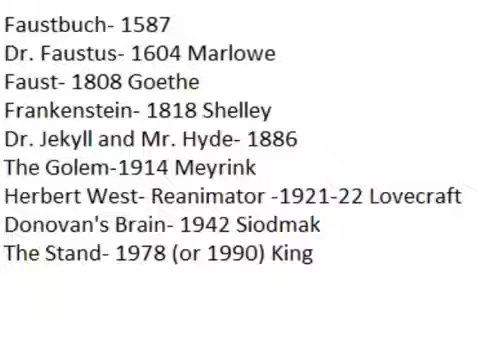 Faustbuch- 1587
Dr. Faustus- 1604 Marlowe
Faust- 1808 Goethe
Frankenstein- 1818 Shelley
Dr. Jekyll and Mr. Hyde- 1886
The Golem-1914 Meyrink
Herbert West- Reanimator -1921-22 Lovecraft
Donovan's Brain- 1942 Siodmak
The Stand- 1978 (or 1990) King